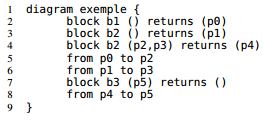 1 diagram exemple {
2 block b1 () returns (p0)
3 block b2 () returns (p1)
4 block b2 (p2,p3) returns (p4)
5 from p0 to p2
6 from p1 to p3
7 block b3 (p5) returns ()
8 from p4 to p5
9 }